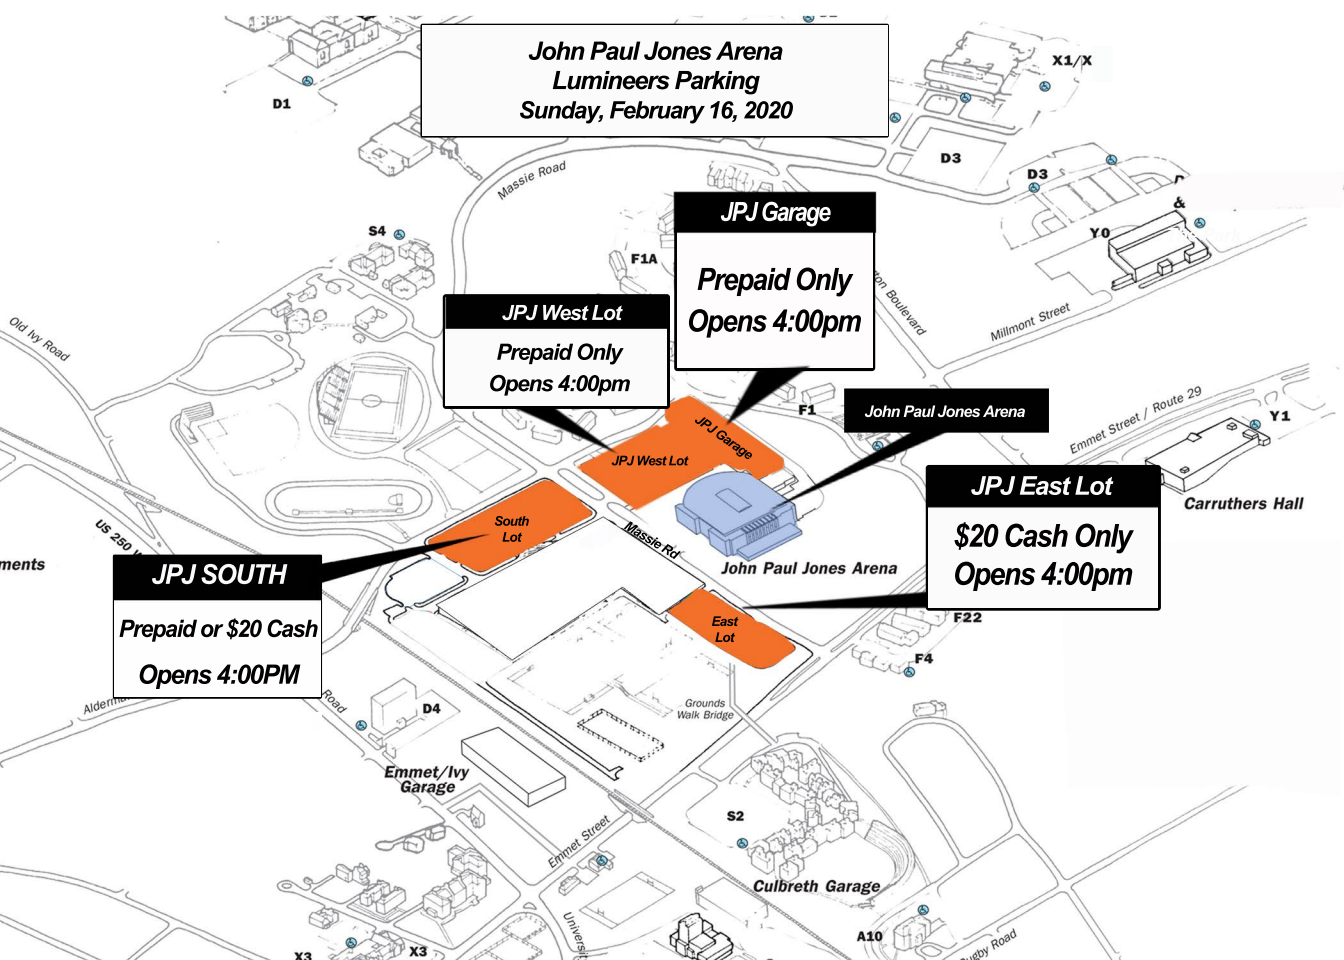 John Paul Jones Arena
Lumineers Parking
Sunday, February 16, 2020
D1
X1/X
D3
D3
Massie Road
&
Y0
S4
F1A
JPJ Garage
Prepaid Only
Opens 4:00pm
JPJ West Lot
Prepaid Only
Opens 4:00pm
Boulevard
Millmont Street
Old Ivy Road
F1
John Paul Jones Arena
Emmet Street / Route 29
Y1
JPJ Garage
JPJ West Lot
JPJ East Lot
$20 Cash Only
Opens 4:00pm
Carruthers Hall
South
Lot
US 250
Massie Rd
John Paul Jones Arena
JPJ SOUTH
Prepaid or $20 Cash
Opens 4:00PM
East
Lot
F22
F4
Road
D4
Grounds
Walk Bridge
Emmet/Ivy
Garage
S2
Emmet Street
Culbreth Garage
A10
X3
X3
Road